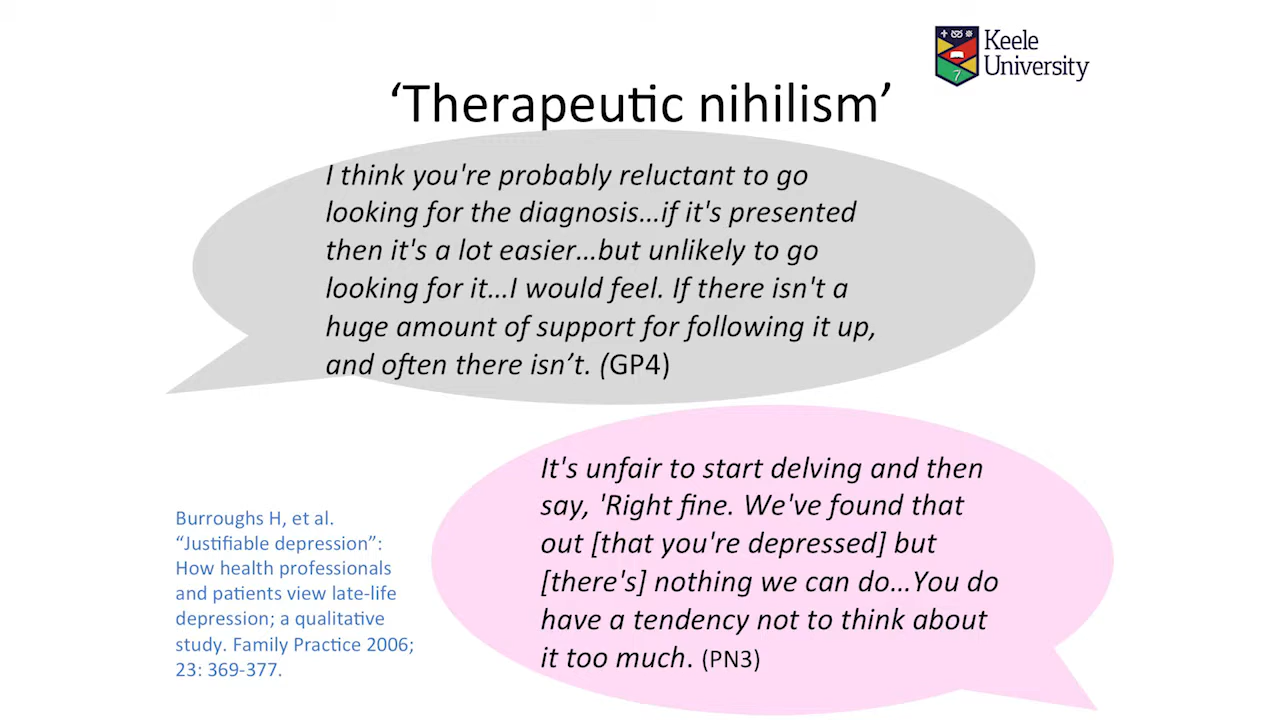 Keele
University
‘Therapeutic nihilism’
I think you're probably reluctant to go
looking for the diagnosis…if it's presented
then it's a lot easier…but unlikely to go
looking for it…I would feel. If there isn't a
huge amount of support for following it up,
and often there isn’t. (GP4)
It's unfair to start delving and then
say, 'Right fine. We've found that
out [that you're depressed] but
[there's] nothing we can do…You do
have a tendency not to think about
it too much. (PN3)
Burroughs H, et al.
“Justifiable depression”:
How health professionals
and patients view late-life
depression; a qualitative
study. Family Practice 2006;
23: 369-377.